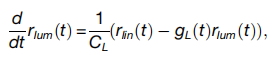 d/dt r_lum(t) = 1/C_L (r_lin(t) − g_L(t)r_lum(t)),